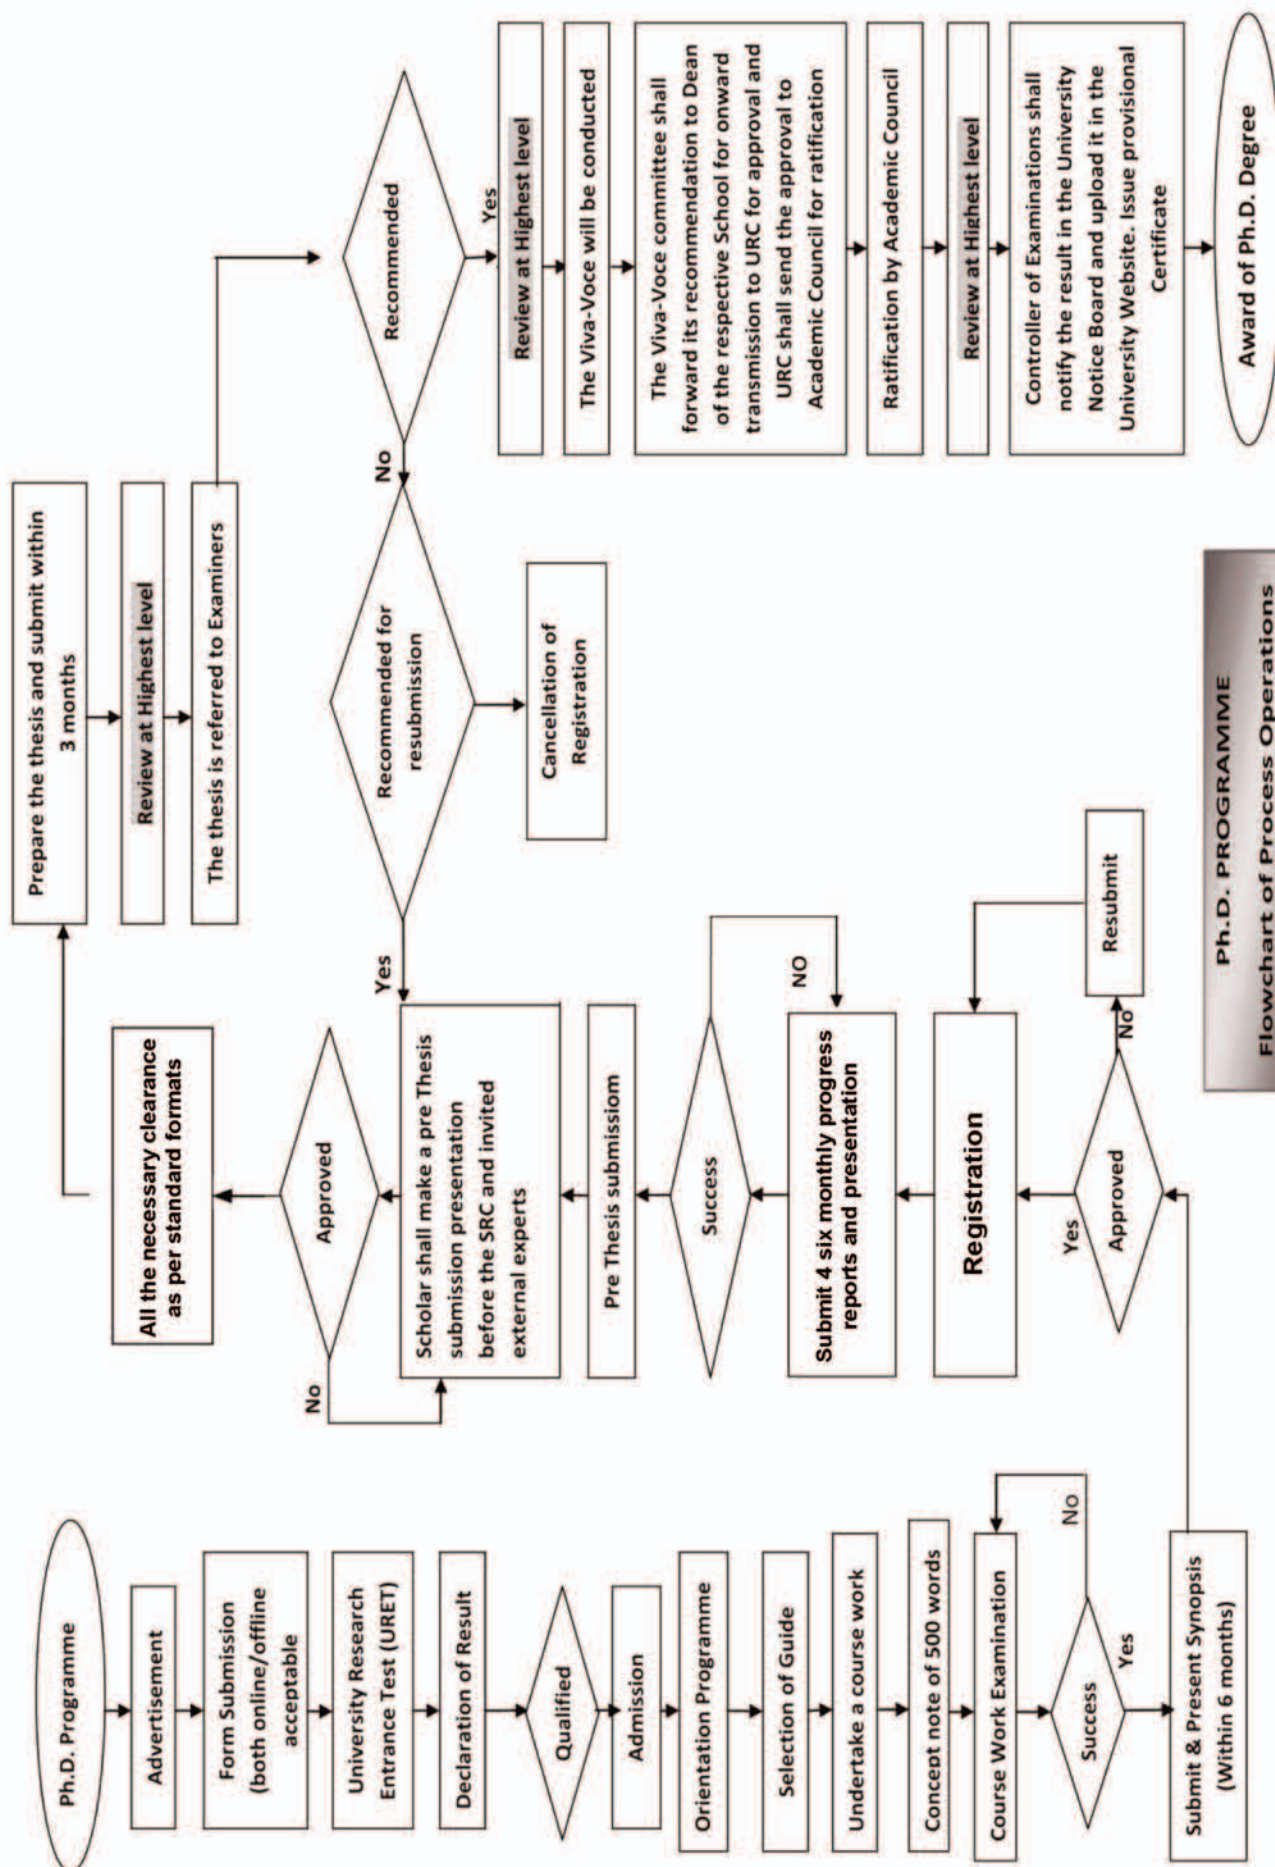 Ph.D. Programme
Advertisement
Form Submission
(both online/offline
acceptable
University Research
Entrance Test (URET)
Declaration of Result
Qualified
Admission
Orientation Programme
Selection of Guide
Undertake a course work
Concept note of 500 words
Course Work Examination
No
Success
Yes
Submit & Present Synopsis
(Within 6 months)
All the necessary clearance
as per standard formats
Approved
No
Scholar shall make a pre Thesis
submission presentation
before the SRC and invited
external experts
Pre Thesis submissiom
Success
NO
Submit 4 six monthly progress
reports and presentation
Registration
Yes
Approved
No
Resubmit
Prepare the thesis and submit within
3 months
Review at Highest level
The thesis is referred to Examiners
Yes
Recommended for
resubmission
No
Cancellation of
Registration
Recommended
Yes
Review at Highest level
The Viva-Voce will be conducted
The Viva-Voce committee shall
forward its recommendation to Dean
of the respective School for onward
transmission to URC for approval and
URC shall send the approval to
Academic Council for ratification
Ratification by Academic Council
Review at Highest level
Controller of Examinations shall
notify the result in the University
Notice Board and upload it in the
University Website. Issue provisional
Certificate
Award of Ph.D. Degree
Ph.D. PROGRAMME
Flowchart of Process Operations